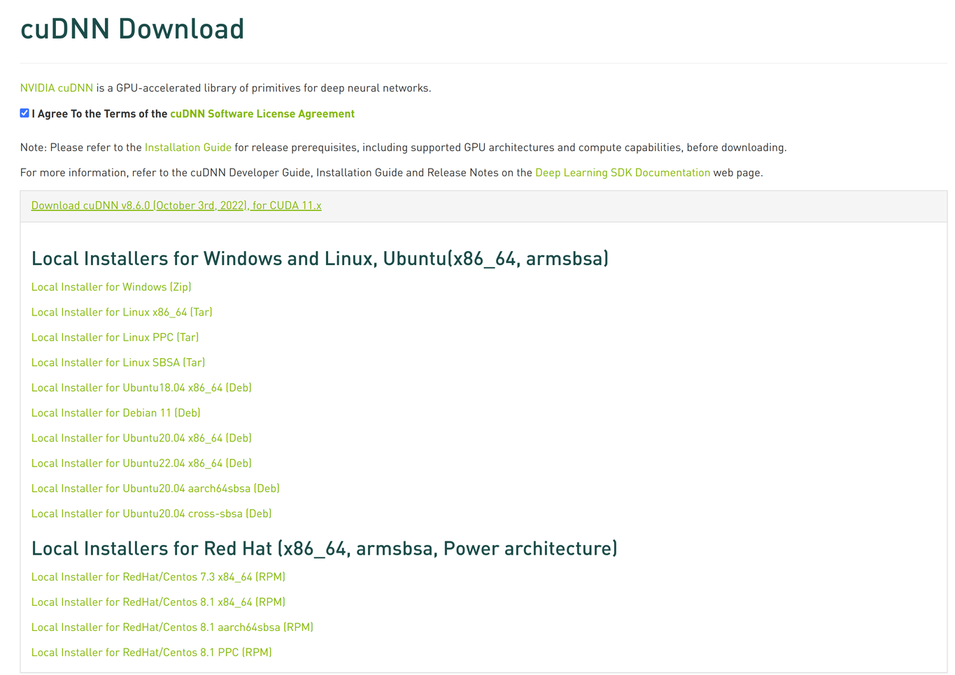 cuDNN Download
NVIDIA cuDNN is a GPU-accelerated library of primitives for deep neural networks.
I Agree To the Terms of the cuDNN Software License Agreement
Note: Please refer to the Installation Guide for release prerequisites, including supported GPU architectures and compute capabilities, before downloading.
For more information, refer to the cuDNN Developer Guide, Installation Guide and Release Notes on the Deep Learning SDK Documentation web page.
Download cuDNN v8.6.0 (October 3rd, 2022), for CUDA 11.x
Local Installers for Windows and Linux, Ubuntu(x86_64, armsbsa)
Local Installer for Windows (Zip)
Local Installer for Linux x86_64 (Tar)
Local Installer for Linux PPC (Tar)
Local Installer for Linux SBSA (Tar)
Local Installer for Ubuntu18.04 x86_64 (Deb)
Local Installer for Debian 11 (Deb)
Local Installer for Ubuntu20.04 x86_64 (Deb)
Local Installer for Ubuntu22.04 x86_64 (Deb)
Local Installer for Ubuntu20.04 aarch64sbsa (Deb)
Local Installer for Ubuntu20.04 cross-sbsa (Deb)
Local Installers for Red Hat (x86_64, armsbsa, Power architecture)
Local Installer for RedHat/Centos 7.3 x84_64 (RPM)
Local Installer for RedHat/Centos 8.1 x84_64 (RPM)
Local Installer for RedHat/Centos 8.1 aarch64sbsa (RPM)
Local Installer for RedHat/Centos 8.1 PPC (RPM)